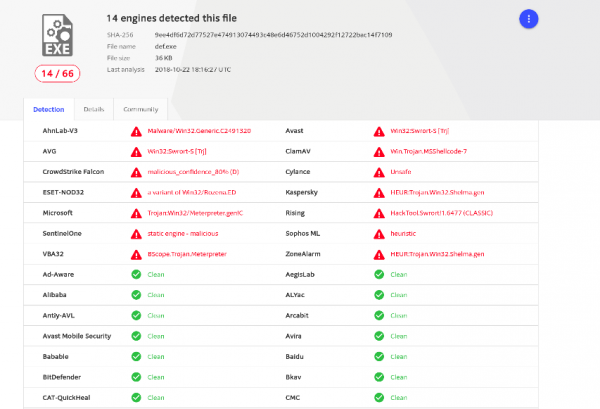 14 engines detected this file
SHA-256 9ee4df6d72d77527e474913074493c48e6d46752d1004292f12722bac14f7109
File name def.exe
File size 36 KB
Last analysis 2018-10-22 18:16:27 UTC
EXE
14 / 66
Detection Details Community
AhnLab-V3 Malware/Win32.Generic.C2491320 Avast Win32:Swrort-S [Trj]
AVG Win32:Swrort-S [Trj] ClamAV Win.Trojan.MSShellcode-7
CrowdStrike Falcon malicious_confidence_80% (D) Cylance Unsafe
ESET-NOD32 a variant of Win32/Rozena.ED Kaspersky HEUR:Trojan.Win32.Shelma.gen
Microsoft Trojan:Win32/Meterpreter.gen!C Rising HackTool.Swrort!1.6477 (CLASSIC)
SentinelOne static engine - malicious Sophos ML heuristic
VBA32 BScope.Trojan.Meterpreter ZoneAlarm HEUR:Trojan.Win32.Shelma.gen
Ad-Aware Clean AegisLab Clean
Alibaba Clean ALYac Clean
Antiy-AVL Clean Arcabit Clean
Avast Mobile Security Clean Avira Clean
Babable Clean Baidu Clean
BitDefender Clean Bkav Clean
CAT-QuickHeal Clean CMC Clean